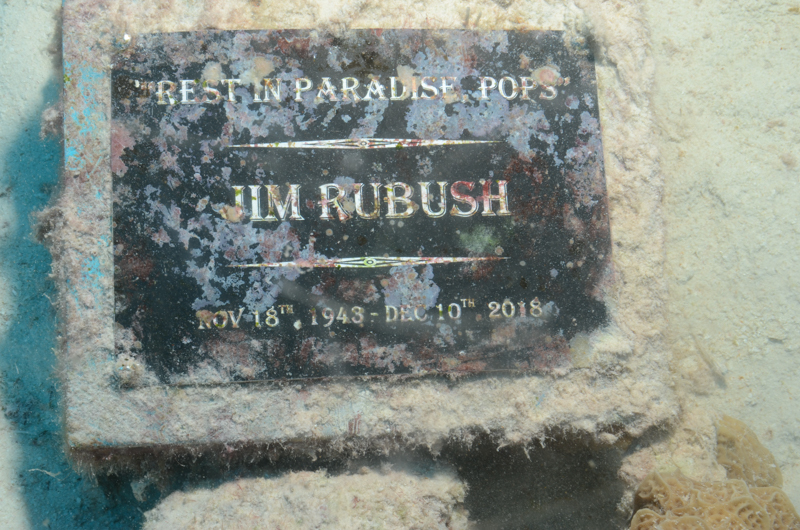 "REST IN PARADISE, POPS"
JIM RUBUSH
NOV 18TH, 1943 - DEC 10TH, 2018